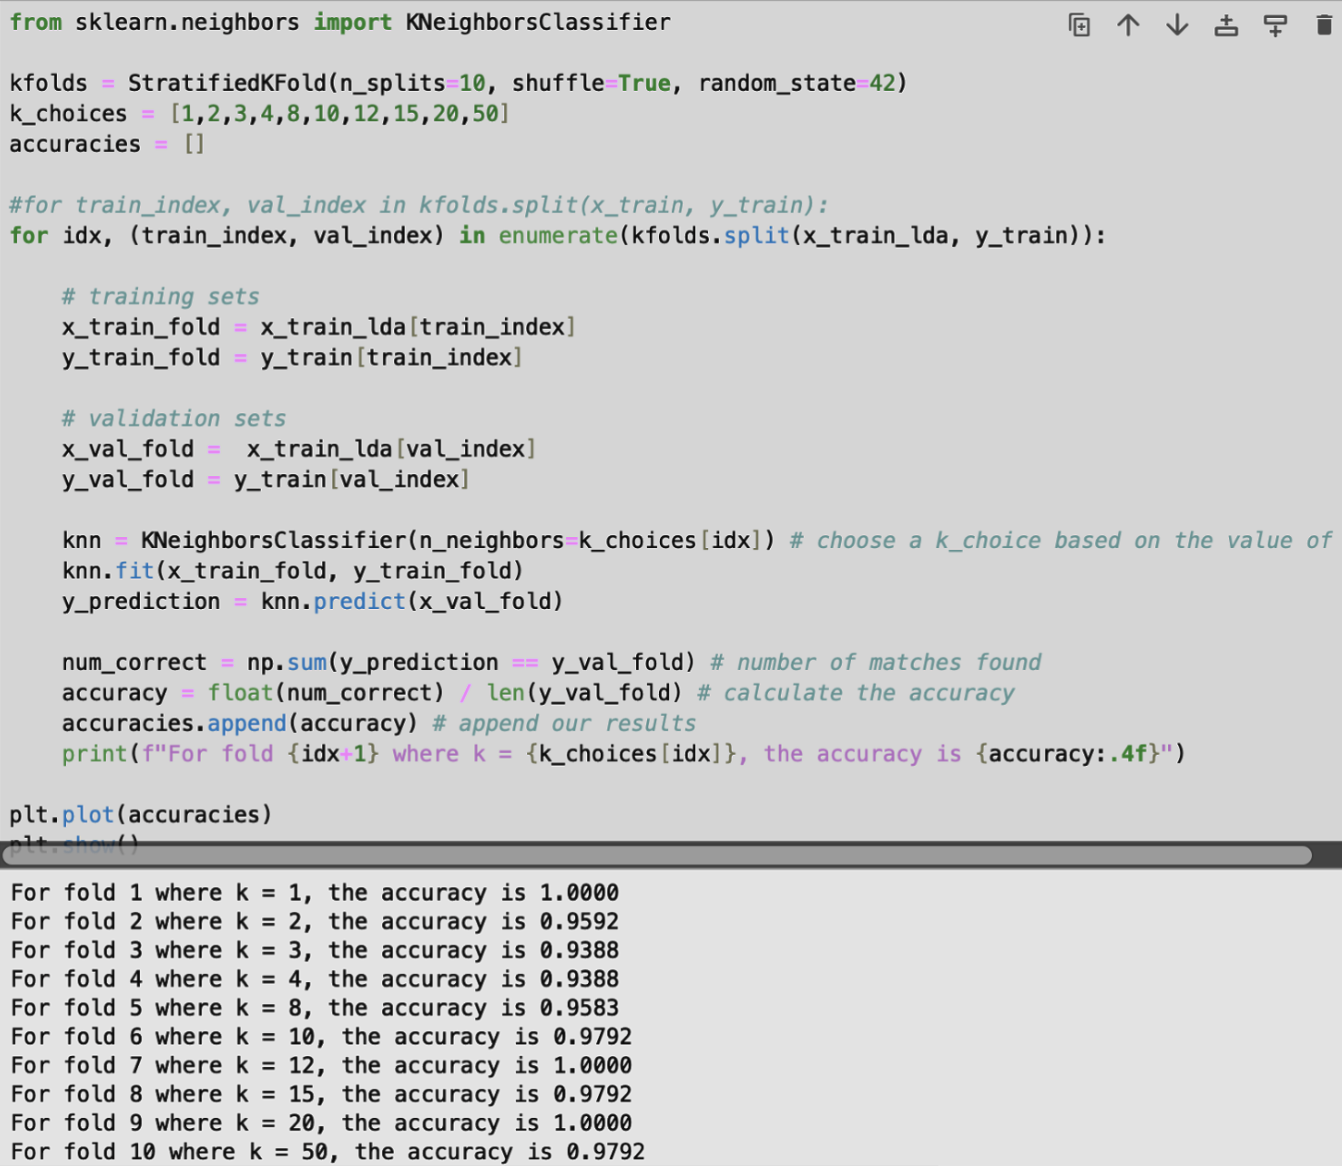 from sklearn.neighbors import KNeighborsClassifier
kfolds = StratifiedKFold(n_splits=10, shuffle=True, random_state=42)
k_choices = [1,2,3,4,8,10,12,15,20,50]
accuracies = []
#for train_index, val_index in kfolds.split(x_train, y_train):
for idx, (train_index, val_index) in enumerate(kfolds.split(x_train_lda, y_train)):
    # training sets
    x_train_fold = x_train_lda[train_index]
    y_train_fold = y_train[train_index]
    # validation sets
    x_val_fold =  x_train_lda[val_index]
    y_val_fold = y_train[val_index]
    knn = KNeighborsClassifier(n_neighbors=k_choices[idx]) # choose a k_choice based on the value of
    knn.fit(x_train_fold, y_train_fold)
    y_prediction = knn.predict(x_val_fold)
    num_correct = np.sum(y_prediction == y_val_fold) # number of matches found
    accuracy = float(num_correct) / len(y_val_fold) # calculate the accuracy
    accuracies.append(accuracy) # append our results
    print(f"For fold {idx+1} where k = {k_choices[idx]}, the accuracy is {accuracy:.4f}")
plt.plot(accuracies)
plt.show()
For fold 1 where k = 1, the accuracy is 1.0000
For fold 2 where k = 2, the accuracy is 0.9592
For fold 3 where k = 3, the accuracy is 0.9388
For fold 4 where k = 4, the accuracy is 0.9388
For fold 5 where k = 8, the accuracy is 0.9583
For fold 6 where k = 10, the accuracy is 0.9792
For fold 7 where k = 12, the accuracy is 1.0000
For fold 8 where k = 15, the accuracy is 0.9792
For fold 9 where k = 20, the accuracy is 1.0000
For fold 10 where k = 50, the accuracy is 0.9792